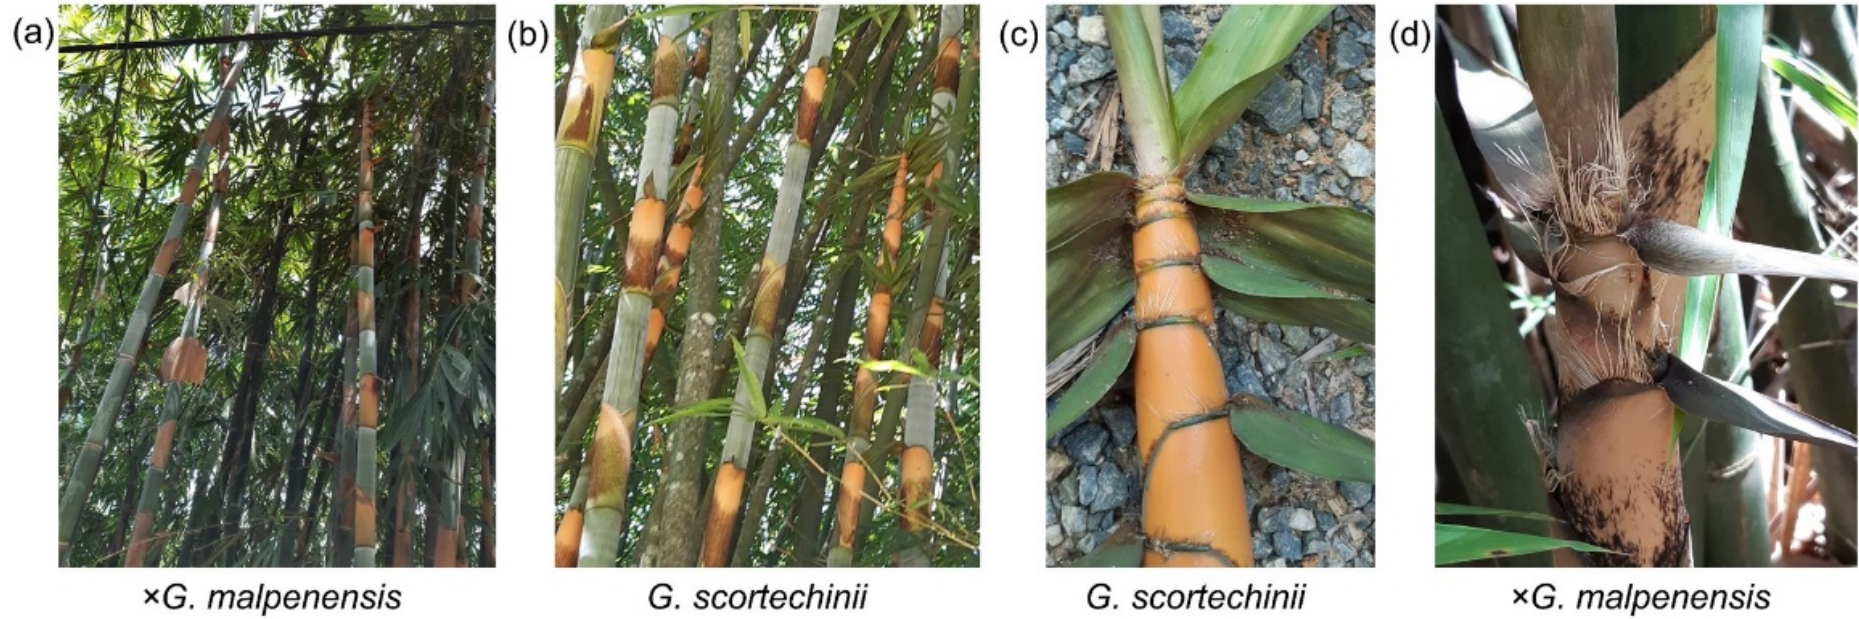 (a)
(b)
(c)
(d)
×G. malpenensis
G. scortechinii
G. scortechinii
×G. malpenensis